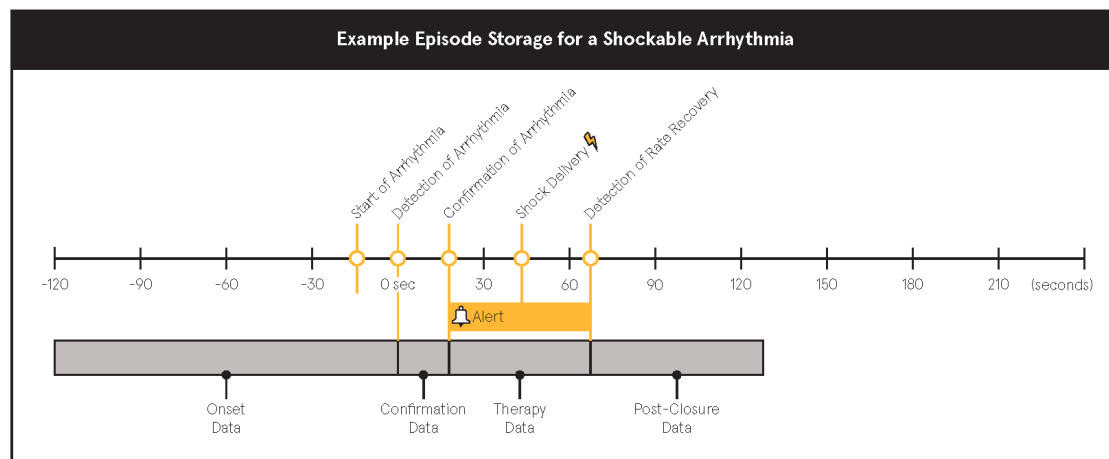 Example Episode Storage for a Shockable Arrhythmia
Start of Arrhythmia
Detection of Arrhythmia
Confirmation of Arrhythmia
Shock Delivery
Detection of Rate Recovery
-120
-90
-60
-30
0 sec
30
60
90
120
150
180
210
(seconds)
Alert
Onset
Data
Confirmation
Data
Therapy
Data
Post-Closure
Data